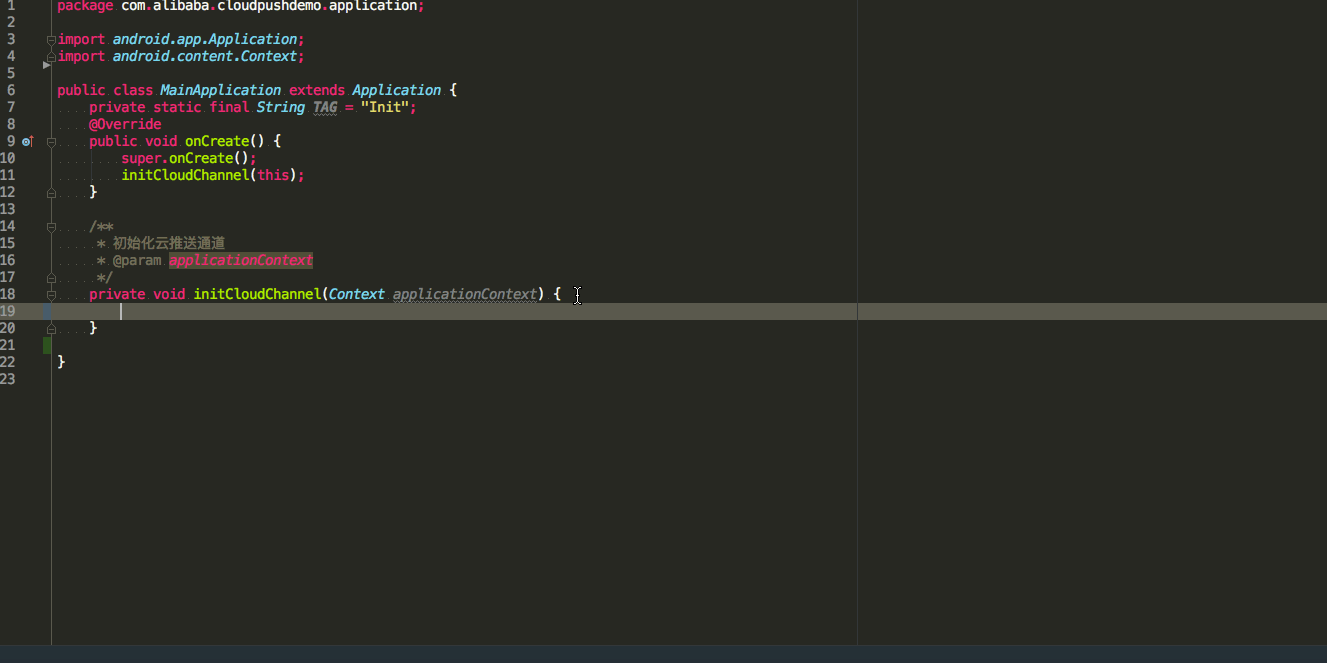 1 package com.alibaba.cloudpushdemo.application;
2
3 import android.app.Application;
4 import android.content.Context;
5
6 public class MainApplication extends Application {
7 private static final String TAG = "Init";
8 @Override
9 public void onCreate() {
10 super.onCreate();
11 initCloudChannel(this);
12 }
13
14 /**
15 * 初始化云推送通道
16 * @param applicationContext
17 */
18 private void initCloudChannel(Context applicationContext) {
19
20 }
21
22 }
23